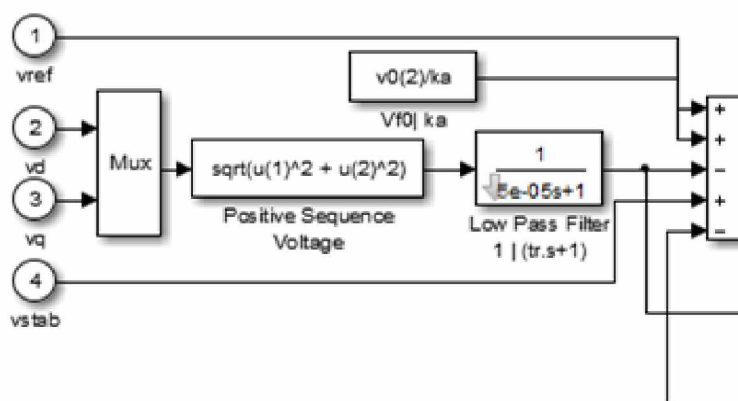 1
vref
v0(2)/ka
Vf0| ka
2
vd
Mux
sqrt(u(1)^2 + u(2)^2)
Positive Sequence
Voltage
1
5e-05s+1
Low Pass Filter
1 | (tr.s+1)
3
vq
4
vstab
+
+
−
+
−